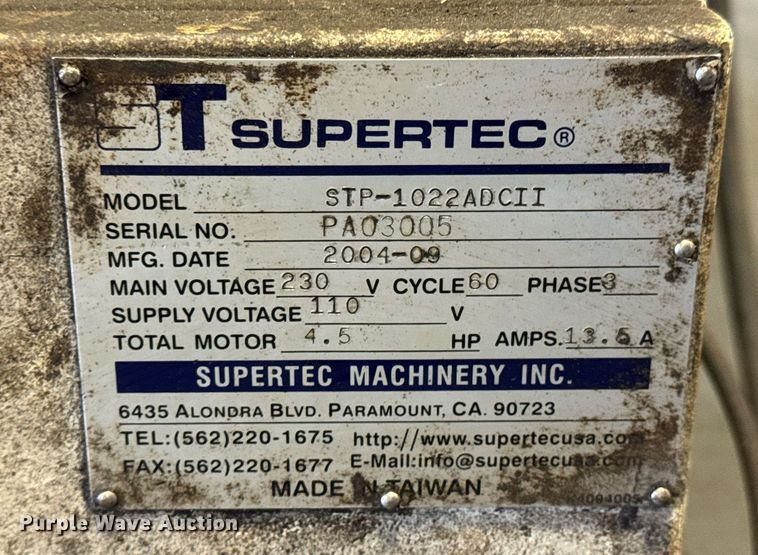 ST SUPERTEC®
MODEL STP-1022ADCII
SERIAL NO. PA03005
MFG. DATE 2004-09
MAIN VOLTAGE 230 V CYCLE 60 PHASE 3
SUPPLY VOLTAGE 110 V
TOTAL MOTOR 4.5 HP AMPS. A
SUPERTEC MACHINERY INC.
6435 ALONDRA BLVD. PARAMOUNT, CA. 90723
TEL:(562)220-1675 http://www.supertecusa.com
FAX:(562)220-1677 E-Mail:info@supertecusa.com
MADE IN TAIWAN
Purple Wave Auction